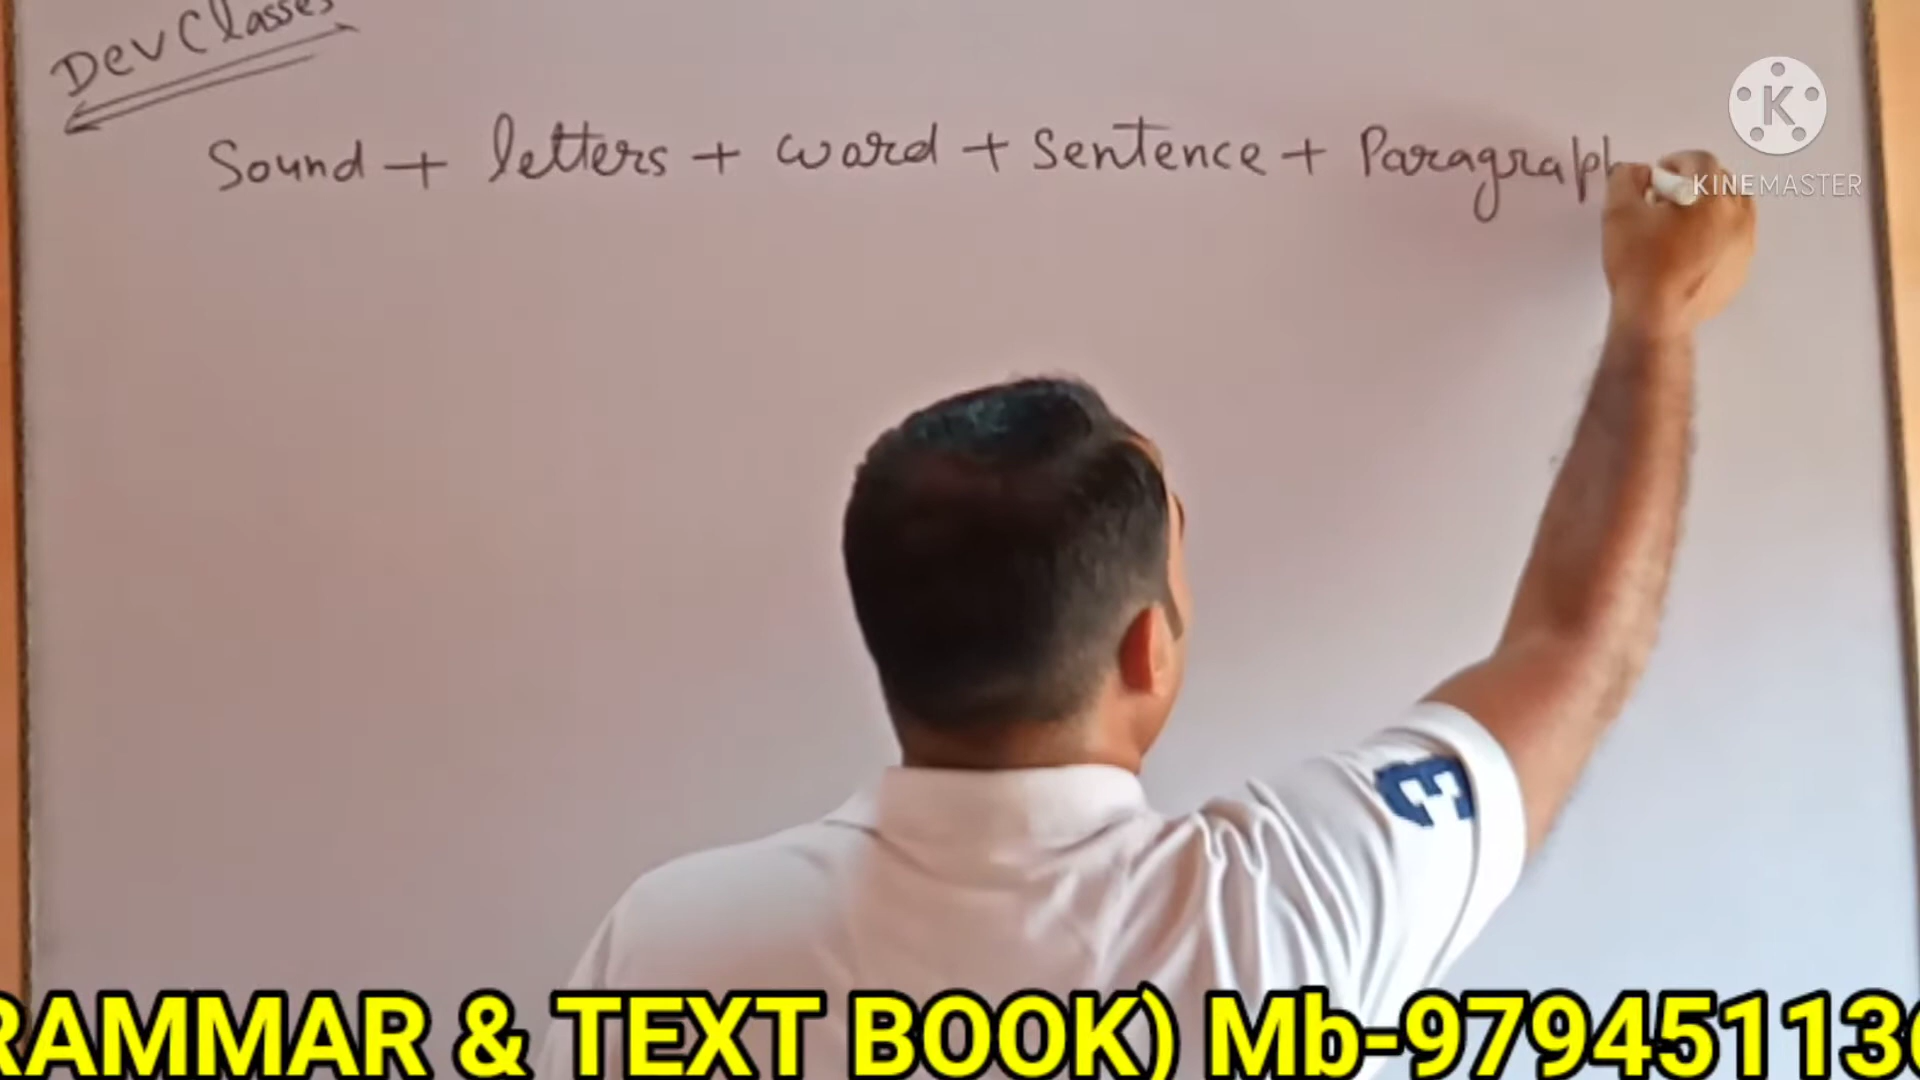 Dev Classes
Sound + letters + word + Sentence + Paragraph
K
KINEMASTER
RAMMAR & TEXT BOOK) Mb-979451136